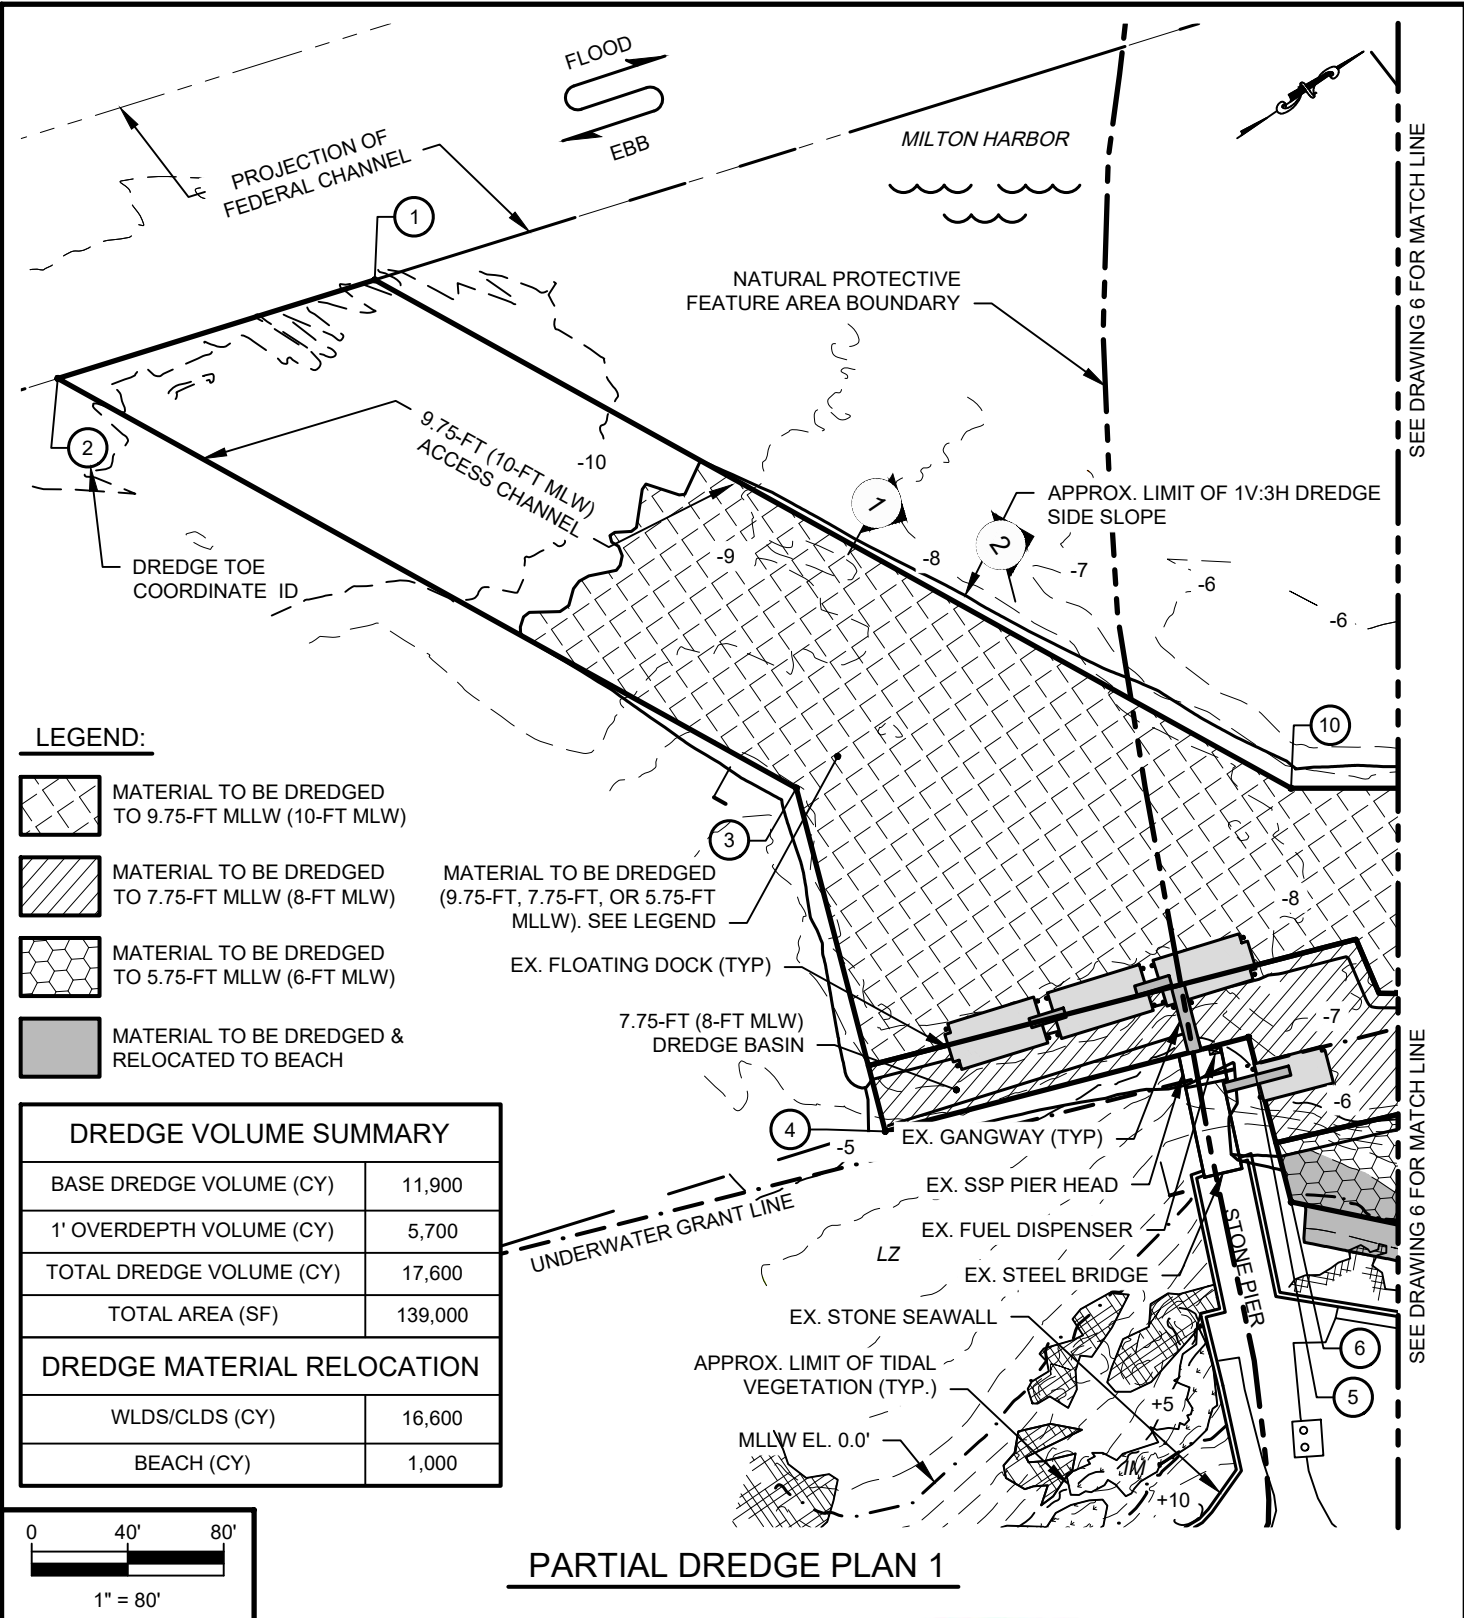 FLOOD
EBB
MILTON HARBOR
PROJECTION OF
FEDERAL CHANNEL
1
NATURAL PROTECTIVE
FEATURE AREA BOUNDARY
SEE DRAWING 6 FOR MATCH LINE
2
9.75-FT (10-FT MLW)
ACCESS CHANNEL
-10
DREDGE TOE
COORDINATE ID
1
2
APPROX. LIMIT OF 1V:3H DREDGE
SIDE SLOPE
-9
-8
-7
-6
-6
10
LEGEND:
MATERIAL TO BE DREDGED
TO 9.75-FT MLLW (10-FT MLW)
MATERIAL TO BE DREDGED
TO 7.75-FT MLLW (8-FT MLW)
MATERIAL TO BE DREDGED
TO 5.75-FT MLLW (6-FT MLW)
MATERIAL TO BE DREDGED &
RELOCATED TO BEACH
3
MATERIAL TO BE DREDGED
(9.75-FT, 7.75-FT, OR 5.75-FT
MLLW). SEE LEGEND
-8
EX. FLOATING DOCK (TYP)
7.75-FT (8-FT MLW)
DREDGE BASIN
-7
-6
4
-5
EX. GANGWAY (TYP)
EX. SSP PIER HEAD
UNDERWATER GRANT LINE
EX. FUEL DISPENSER
LZ
EX. STEEL BRIDGE
STONE PIER
EX. STONE SEAWALL
SEE DRAWING 6 FOR MATCH LINE
6
5
APPROX. LIMIT OF TIDAL
VEGETATION (TYP.)
+5
MLLW EL. 0.0'
IM
+10
DREDGE VOLUME SUMMARY
BASE DREDGE VOLUME (CY) 11,900
1' OVERDEPTH VOLUME (CY) 5,700
TOTAL DREDGE VOLUME (CY) 17,600
TOTAL AREA (SF) 139,000
DREDGE MATERIAL RELOCATION
WLDS/CLDS (CY) 16,600
BEACH (CY) 1,000
0 40' 80'
1" = 80'
PARTIAL DREDGE PLAN 1